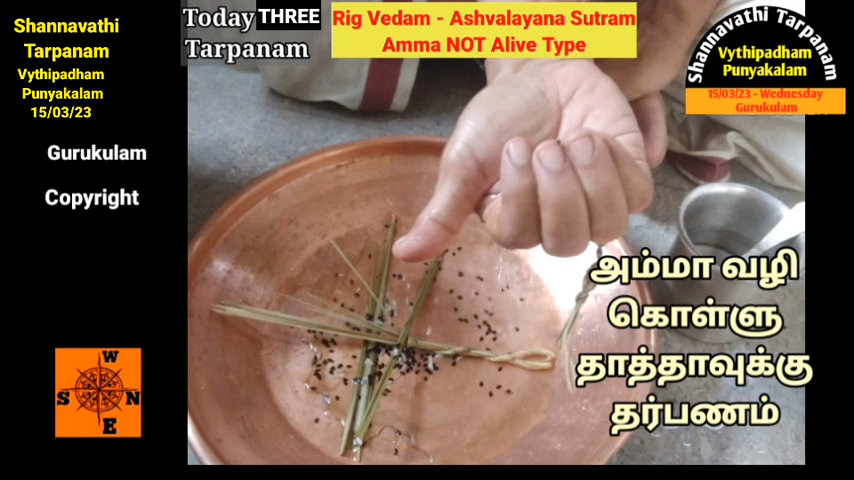 Shannavathi
Tarpanam
Vythipadham
Punyakalam
15/03/23
Gurukulam
Copyright
Today THREE
Tarpanam
Rig Vedam - Ashvalayana Sutram
Amma NOT Alive Type
Shannavathi Tarpanam
Vythipadham
Punyakalam
15/03/23 - Wednesday
Gurukulam
அம்மா வழி
கொள்ளு
தாத்தாவுக்கு
தர்பணம்
W
S N
E